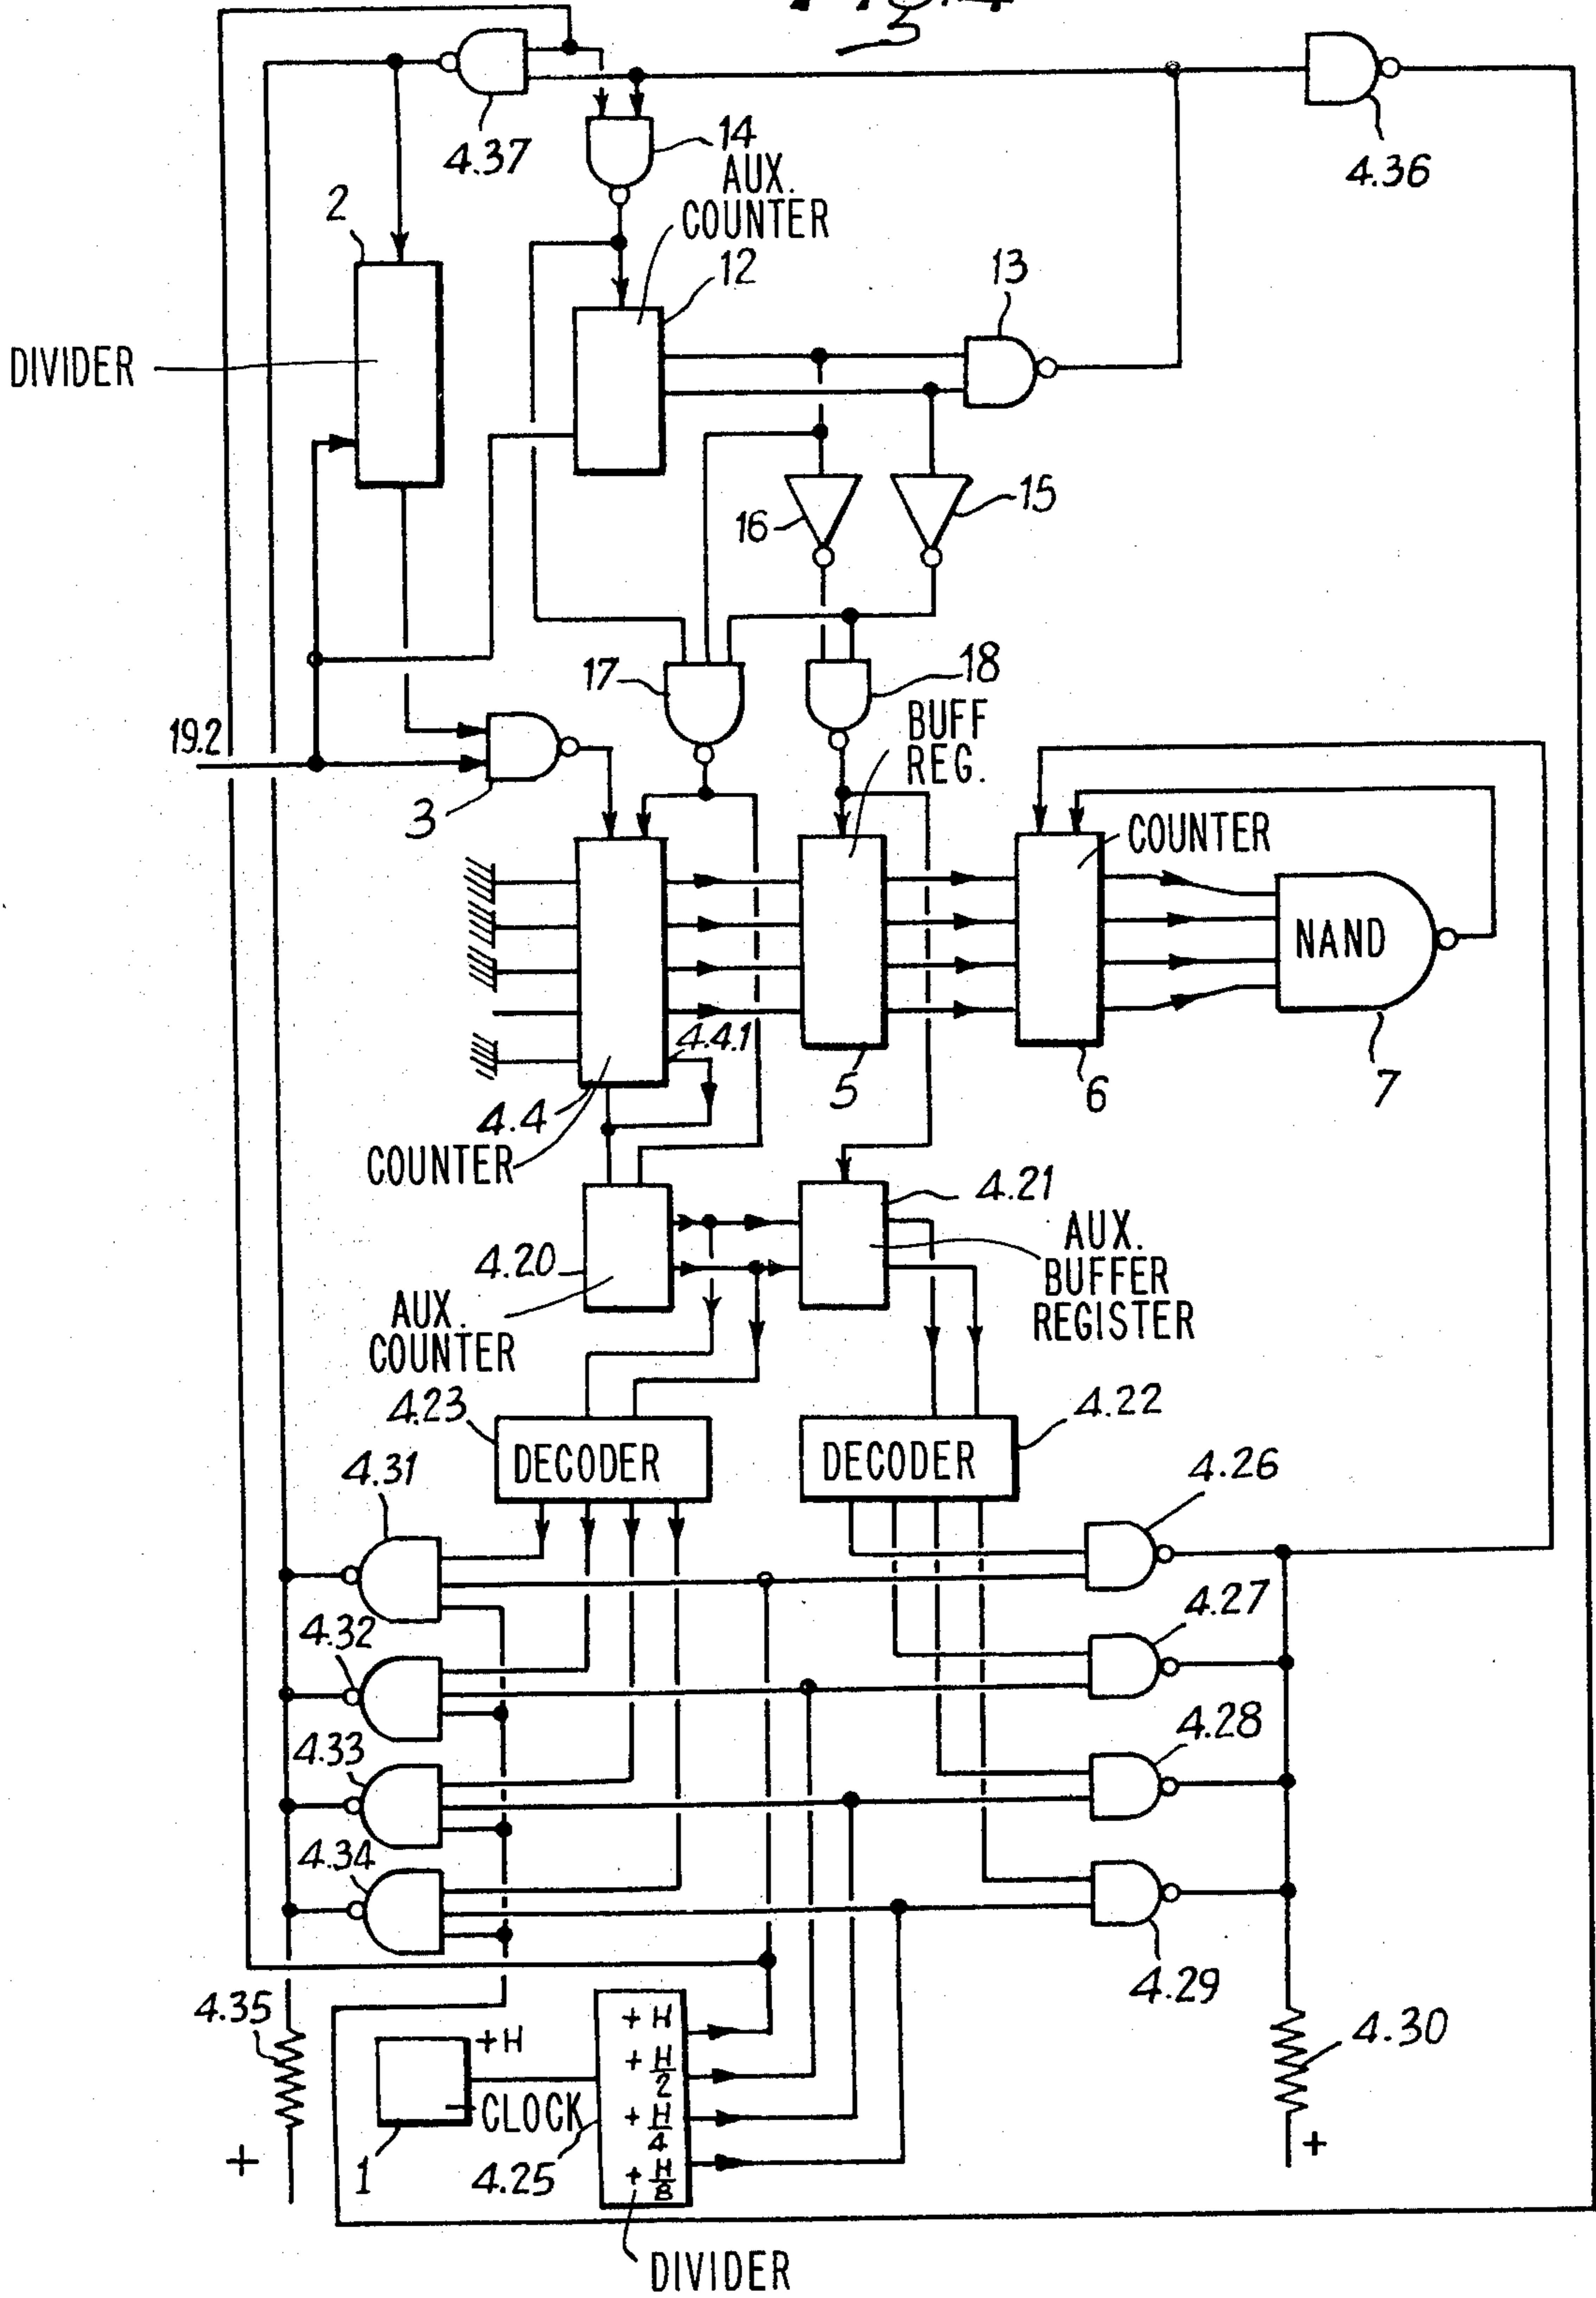 3
4.37
14
AUX.
COUNTER
4.36
2
12
13
DIVIDER
16
15
17
18
19.2
BUFF
REG.
3
COUNTER
NAND
4.4.1
4.4
5
6
7
COUNTER
4.20
4.21
AUX.
BUFFER
REGISTER
AUX.
COUNTER
4.23
4.22
DECODER
DECODER
4.31
4.26
4.32
4.27
4.33
4.28
4.34
4.29
4.35
+H
+ H
+ H/2
+ H/4
+ H/8
4.30
CLOCK
1
4.25
+
+
DIVIDER